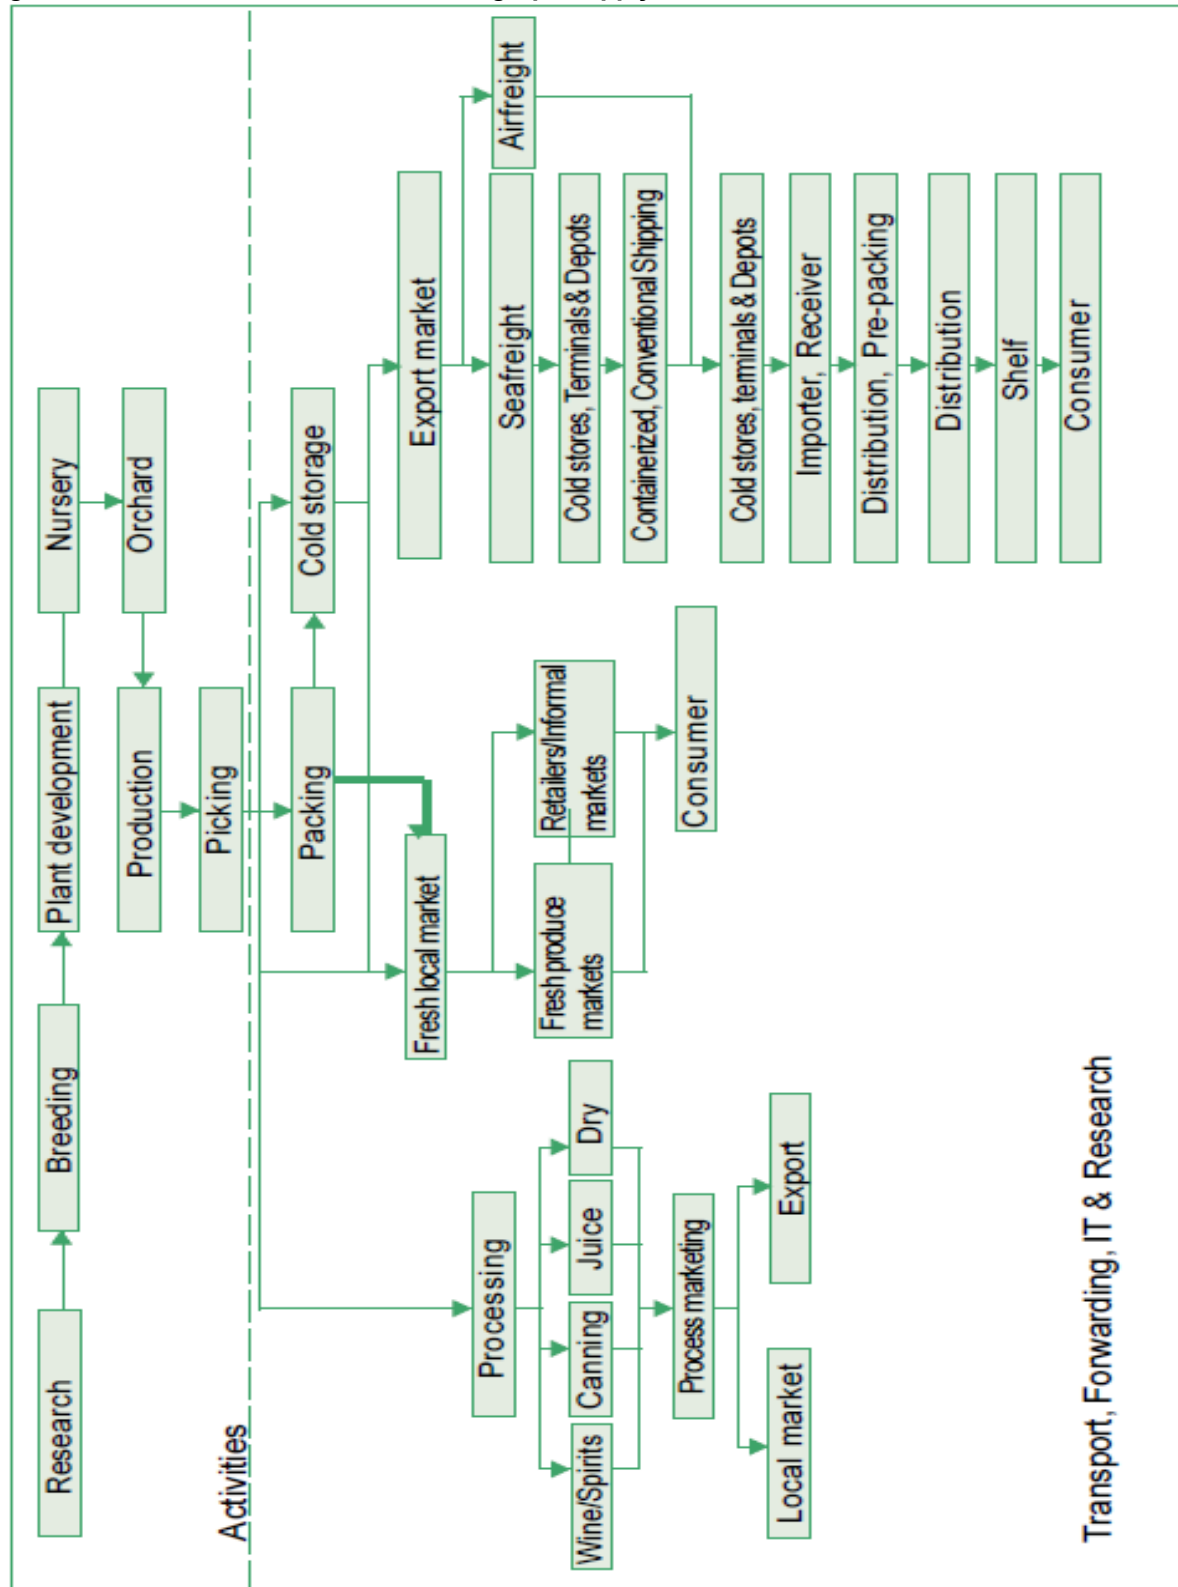 Research
Breeding
Plant development
Nursery
Orchard
Production
Picking
Activities
Packing
Cold storage
Fresh local market
Export market
Processing
Seafreight
Airfreight
Wine/Spirits
Canning
Juice
Dry
Fresh produce
markets
Retailers/Informal
markets
Cold stores, Terminals & Depots
Containerized, Conventional Shipping
Process marketing
Consumer
Cold stores, terminals & Depots
Local market
Export
Importer, Receiver
Distribution, Pre-packing
Distribution
Shelf
Consumer
Transport, Forwarding, IT & Research